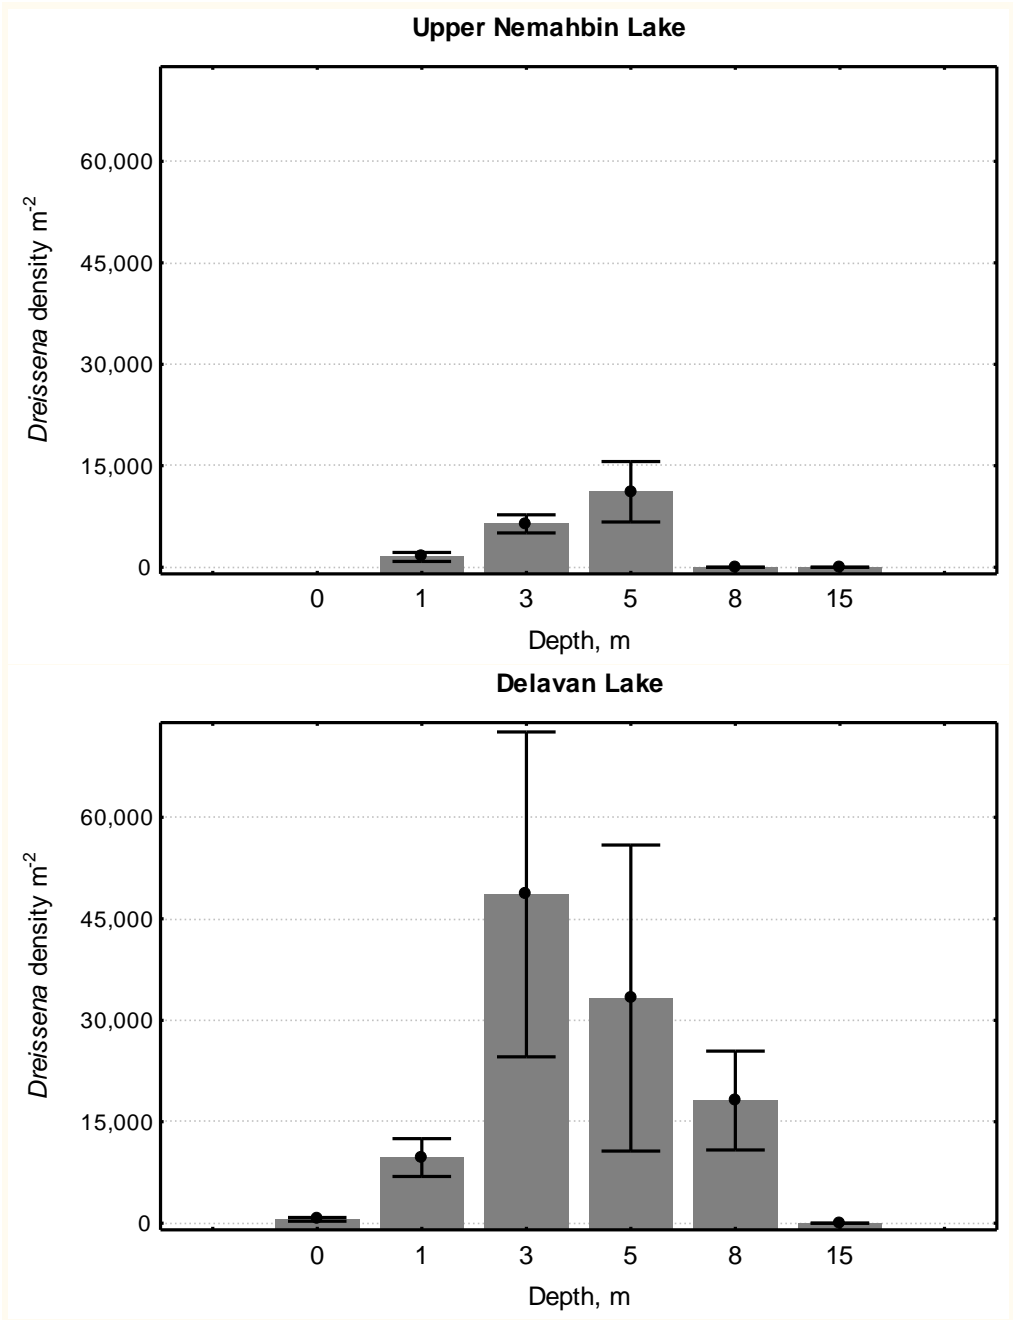 Upper Nemahbin Lake
Dreissena density m-2
60,000
45,000
30,000
15,000
0
0 1 3 5 8 15
Depth, m
Delavan Lake
Dreissena density m-2
60,000
45,000
30,000
15,000
0
0 1 3 5 8 15
Depth, m